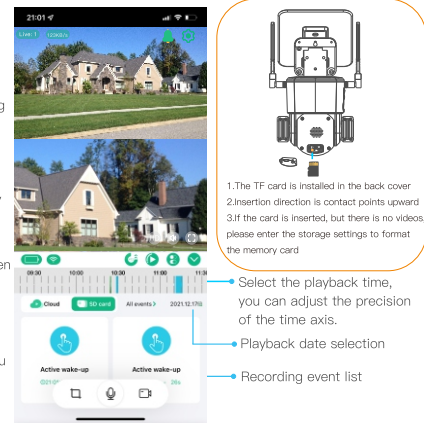 21:01
Live: 1 123KB/s
09:30 10:00 10:30 11:00 11:30
Cloud SD card All events > 2021.12.17
Active wake-up Active wake-up
g
en
u
1.The TF card is installed in the back cover
2.Insertion direction is contact points upward
3.If the card is inserted, but there is no videos,
please enter the storage settings to format
the memory card
Select the playback time,
you can adjust the precision
of the time axis.
Playback date selection
Recording event list